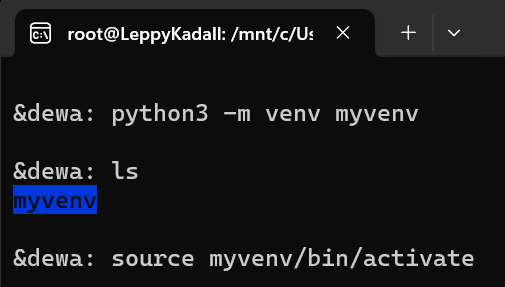 root@LeppyKadall: /mnt/c/Us
&dewa: python3 -m venv myvenv
&dewa: ls
myvenv
&dewa: source myvenv/bin/activate